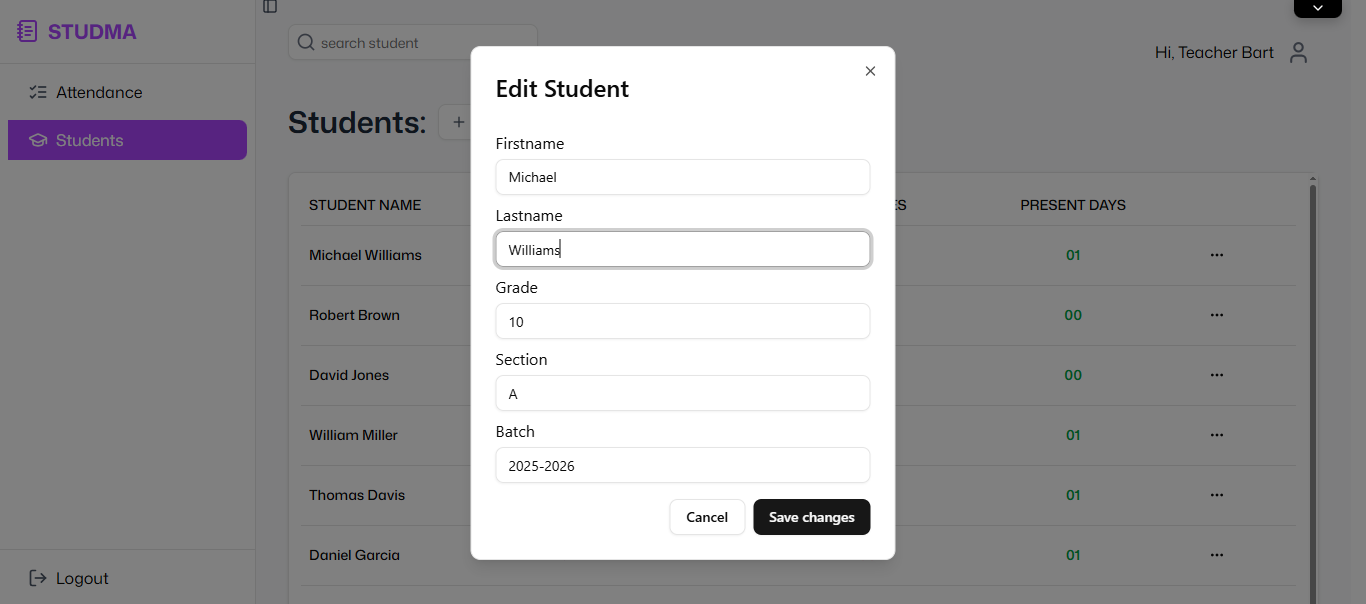 STUDMA
search student
Hi, Teacher Bart
Attendance
Students
Logout
Students:
+
STUDENT NAME
PRESENT DAYS
Michael Williams 01 ...
Robert Brown 00 ...
David Jones 00 ...
William Miller 01 ...
Thomas Davis 01 ...
Daniel Garcia 01 ...
Edit Student
Firstname
Michael
Lastname
Williams
Grade
10
Section
A
Batch
2025-2026
Cancel Save changes